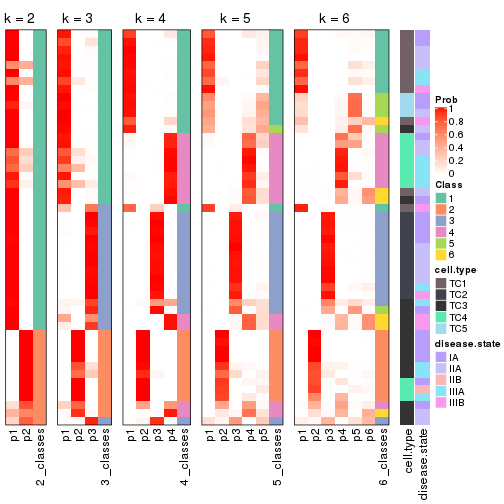 k = 2 k = 3 k = 4 k = 5 k = 6
Prob
1
0.8
0.6
0.4
0.2
0
Class
1
2
3
4
5
6
cell.type
TC1
TC2
TC3
TC4
TC5
disease.state
IA
IIA
IIB
IIIA
IIIB
p1 p2 2_classes p1 p2 p3 3_classes p1 p2 p3 p4 4_classes p1 p2 p3 p4 p5 5_classes p1 p2 p3 p4 p5 p6 6_classes cell.type disease.state